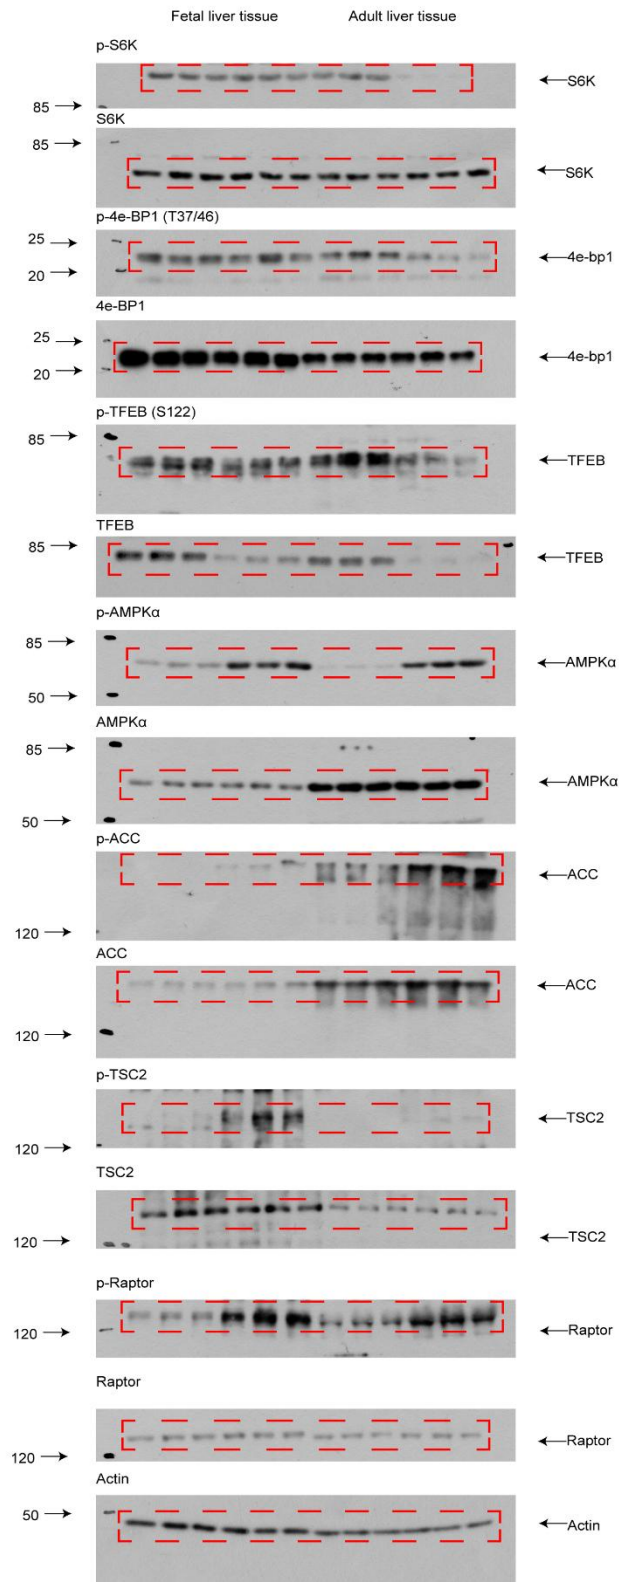 Fetal liver tissue Adult liver tissue
p-S6K
S6K
85
S6K
85
S6K
p-4e-BP1 (T37/46)
25
4e-bp1
20
4e-BP1
25
4e-bp1
20
p-TFEB (S122)
85
TFEB
TFEB
85
TFEB
p-AMPKα
85
AMPKα
50
AMPKα
85
AMPKα
50
p-ACC
ACC
120
ACC
ACC
120
p-TSC2
TSC2
120
TSC2
120
TSC2
p-Raptor
120
Raptor
Raptor
Raptor
120
Actin
50
Actin